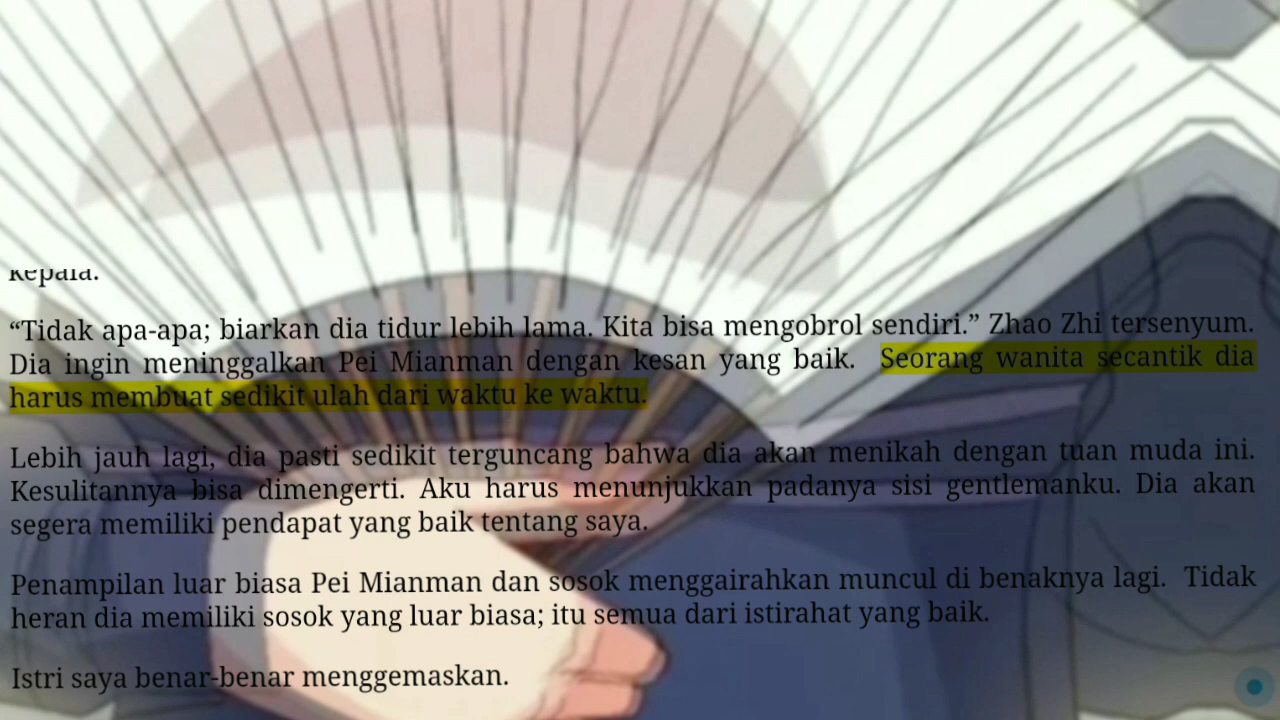 kepala.
“Tidak apa-apa; biarkan dia tidur lebih lama. Kita bisa mengobrol sendiri.” Zhao Zhi tersenyum.
Dia ingin meninggalkan Pei Mianman dengan kesan yang baik. Seorang wanita secantik dia
harus membuat sedikit ulah dari waktu ke waktu.
Lebih jauh lagi, dia pasti sedikit terguncang bahwa dia akan menikah dengan tuan muda ini.
Kesulitannya bisa dimengerti. Aku harus menunjukkan padanya sisi gentlemanku. Dia akan
segera memiliki pendapat yang baik tentang saya.
Penampilan luar biasa Pei Mianman dan sosok menggairahkan muncul di benaknya lagi. Tidak
heran dia memiliki sosok yang luar biasa; itu semua dari istirahat yang baik.
Istri saya benar-benar menggemaskan.